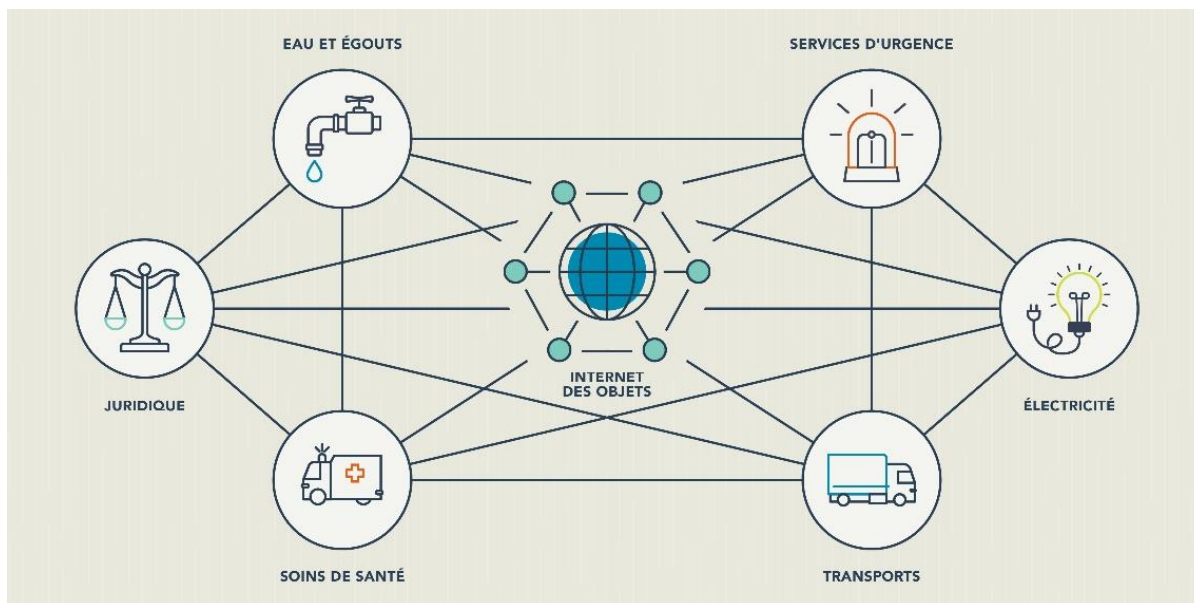 EAU ET ÉGOUTS
SERVICES D'URGENCE
INTERNET
DES OBJETS
JURIDIQUE
ÉLECTRICITÉ
SOINS DE SANTÉ
TRANSPORTS